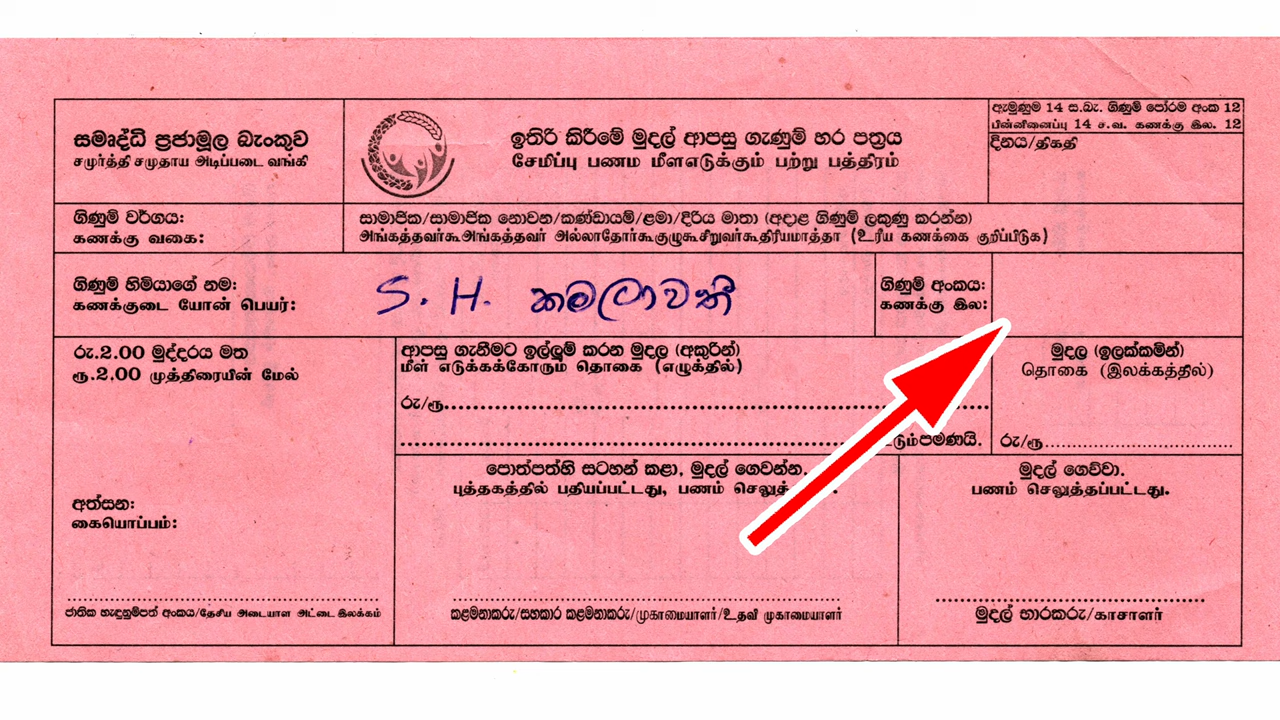 ඇමුණුම 14 ස.බැ. ගිණුම් පෝරම අංක 12
பின்னிணைப்பு 14 ச.வ. கணக்கு இல. 12
සමෘද්ධි ප්‍රජාමූල බැංකුව
சமுர்த்தி சமுதாய அடிப்படை வங்கி
ඉතිරි කිරීමේ මුදල් ආපසු ගැණුම් හර පත්‍රය
சேமிப்பு பணம மீளஎடுக்கும் பற்று பத்திரம்
දිනය/திகதி
ගිණුම් වර්ගය:
கணக்கு வகை:
සාමාජික/සාමාජික නොවන/කණ්ඩායම්/ළමා/දිරිය මාතා (අදාළ ගිණුම් ලකුණු කරන්න)
அங்கத்தவர்கூஅங்கத்தவர் அல்லாதோர்கூகுழுகூசிறுவர்கூதிரியமாத்தா (உரிய கணக்கை குறிப்பிடுக)
ගිණුම් හිමියාගේ නම:
கணக்குடை யோன் பெயர்:
S. H. කමලාවතී
ගිණුම් අංකය:
கணக்கு இல:
රු.2.00 මුද්දරය මත
ரூ.2.00 முத்திரையின் மேல்
ආපසු ගැනීමට ඉල්ලුම් කරන මුදල (අකුරින්)
மீள் எடுக்கக்கோரும் தொகை (எழுத்தில்)
රු/ரூ
මුදල (ඉලක්කමින්)
தொகை (இலக்கத்தில்)
රු/ரூ
පොත්පත්හි සටහන් කළා, මුදල් ගෙවන්න.
புத்தகத்தில் பதியப்பட்டது, பணம்
මුදල් ගෙව්වා.
பணம் செலுத்தப்பட்டது.
අත්සන:
கையொப்பம்:
ජාතික හැඳුනුම්පත් අංකය/தேசிய அடையாள அட்டை இலக்கம்
කළමනාකරු/සහකාර කළමනාකරු/முகாமையாளர்/உதவி முகாமையாளர்
මුදල් භාරකරු/காசாளர்